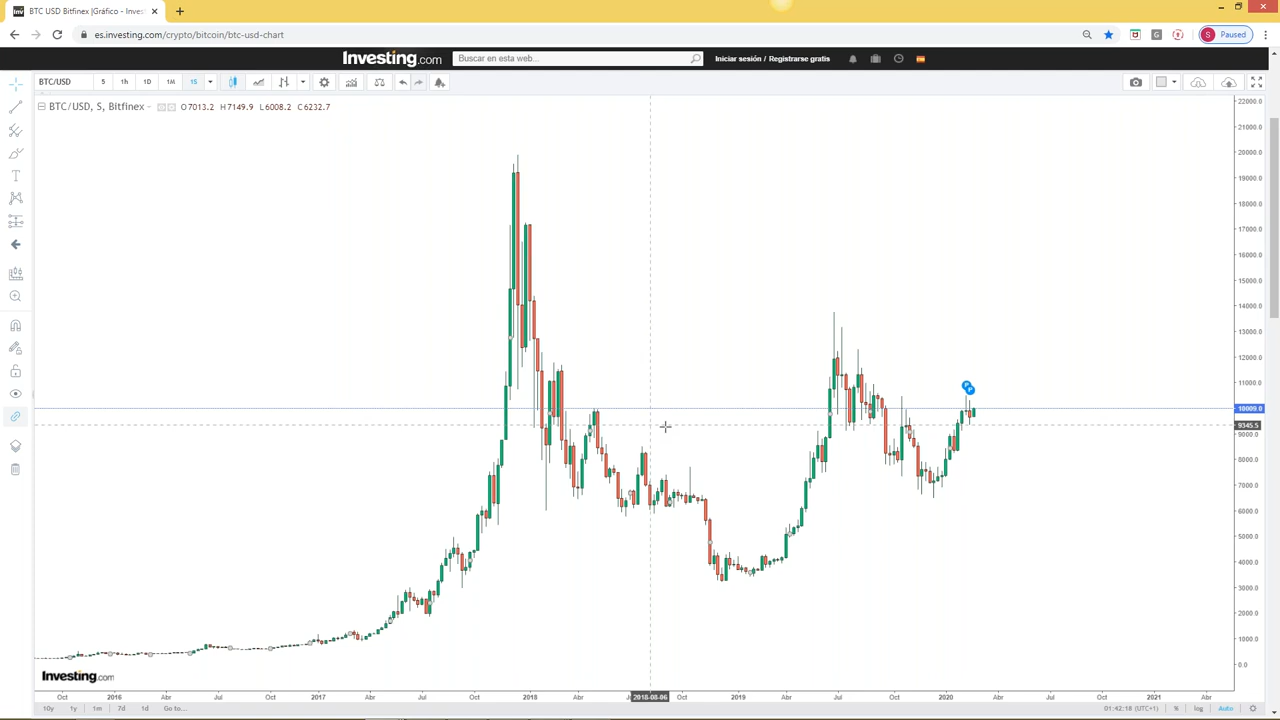 BTC USD Bitfinex |Gráfico - Inves
es.investing.com/crypto/bitcoin/btc-usd-chart
S Paused
Investing.com
Buscar en esta web...
Iniciar sesión / Registrarse gratis
BTC/USD 5 1h 1D 1M 1S
BTC/USD, S, Bitfinex O7013.2 H7149.9 L6008.2 C6232.7
22000.0
21000.0
20000.0
19000.0
18000.0
17000.0
16000.0
15000.0
14000.0
13000.0
12000.0
11000.0
10009.0
9345.5
9000.0
8000.0
7000.0
6000.0
5000.0
4000.0
3000.0
2000.0
1000.0
0.0
Investing.com
Oct 2016 Abr Jul Oct 2017 Abr Jul Oct 2018 Abr 2018-08-06 Oct 2019 Abr Jul Oct 2020 Abr Jul Oct 2021 Abr
10y 1y 1m 7d 1d Go to... 01:42:18 (UTC+1) % log Auto